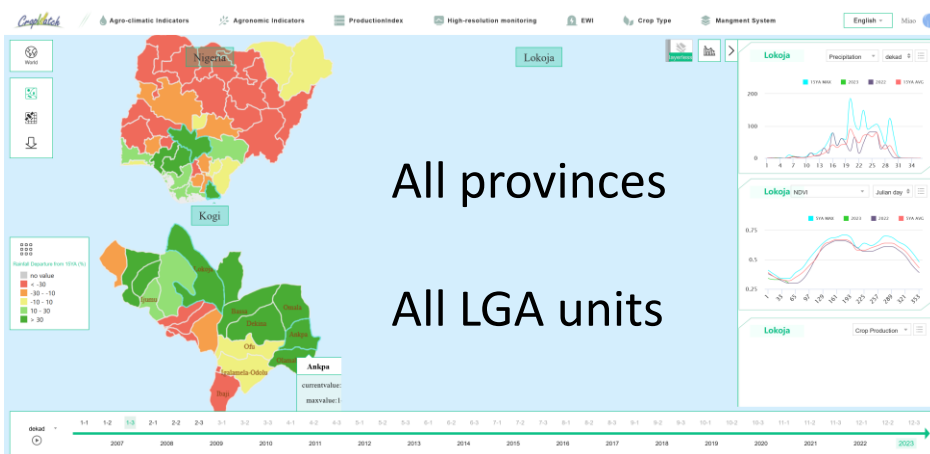 CropWatch
Agro-climatic Indicators
Agronomic Indicators
ProductionIndex
High-resolution monitoring
EWI
Crop Type
Mangment System
English
Miao
World
Nigeria
Lokoja
Kogi
All provinces
All LGA units
Rainfall Departure from 15YA (%)
no value
< -30
-30 - -10
-10 - 10
10 - 30
> 30
Lokoja
Ijumu
Bassa
Dekina
Omala
Ankpa
Ofu
Olamaboro
Igalamela-Odolu
Ibaji
Ankpa
currentvalue:
maxvalue:1
Lokoja Precipitation dekad
15YA MAX 2023 2022 15YA AVG
200
100
0
1 4 7 10 13 16 19 22 25 28 31 34
Lokoja NDVI Julian day
5YA MAX 2023 2022 5YA AVG
0.75
0.5
0.25
1 33 65 97 129 161 193 225 257 289 321 353
Lokoja Crop Production
dekad
1-1 1-2 1-3 2-1 2-2 2-3 3-1 3-2 3-3 4-1 4-2 4-3 5-1 5-2 5-3 6-1 6-2 6-3 7-1 7-2 7-3 8-1 8-2 8-3 9-1 9-2 9-3 10-1 10-2 10-3 11-1 11-2 11-3 12-1 12-2 12-3
2007 2008 2009 2010 2011 2012 2013 2014 2015 2016 2017 2018 2019 2020 2021 2022 2023